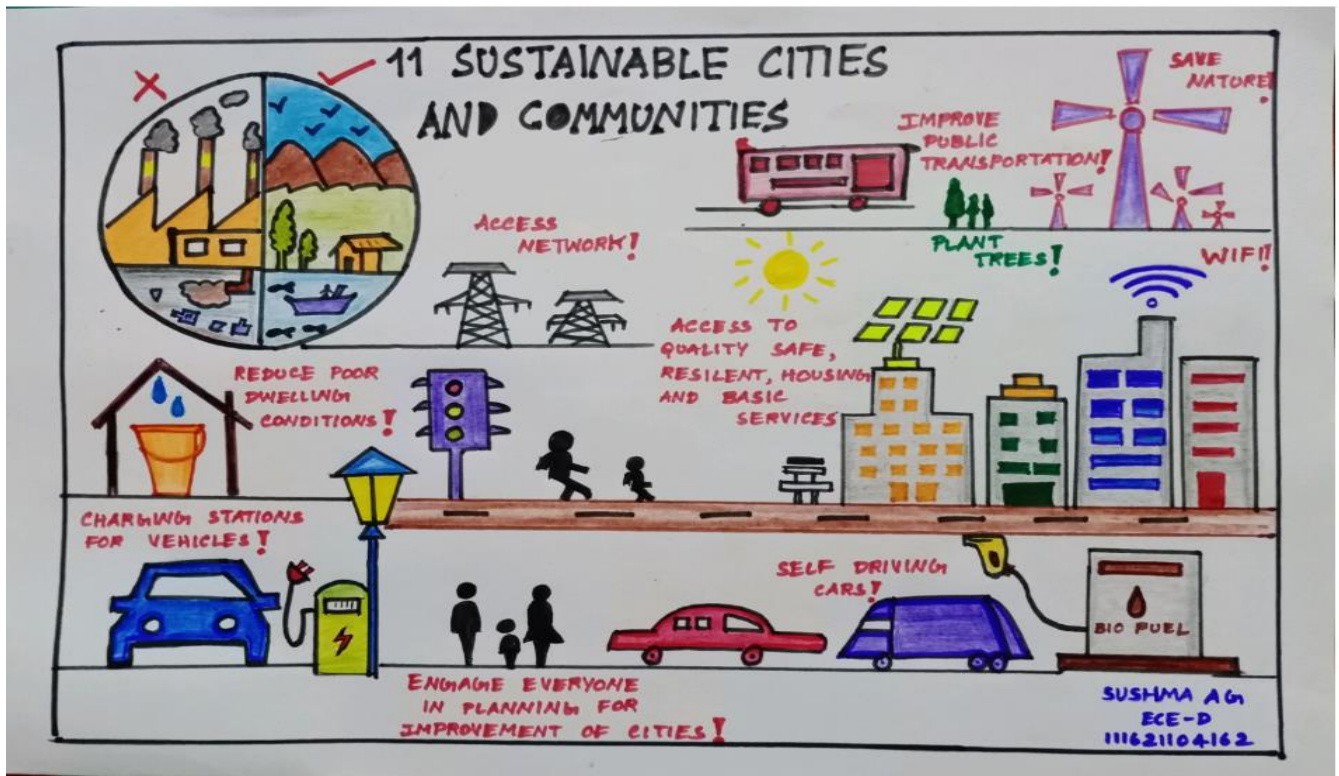 11 SUSTAINABLE CITIES
AND COMMUNITIES
SAVE
NATURE!
IMPROVE
PUBLIC
TRANSPORTATION!
ACCESS
NETWORK!
PLANT
TREES!
WIFI!
ACCESS TO
QUALITY SAFE,
RESILENT, HOUSING
AND BASIC
SERVICES
REDUCE POOR
DWELLING
CONDITIONS!
CHARGING STATIONS
FOR VEHICLES!
SELF DRIVING
CARS!
BIO FUEL
ENGAGE EVERYONE
IN PLANNING FOR
IMPROVEMENT OF CITIES!
SUSHMA AG
ECE-D
111621104162